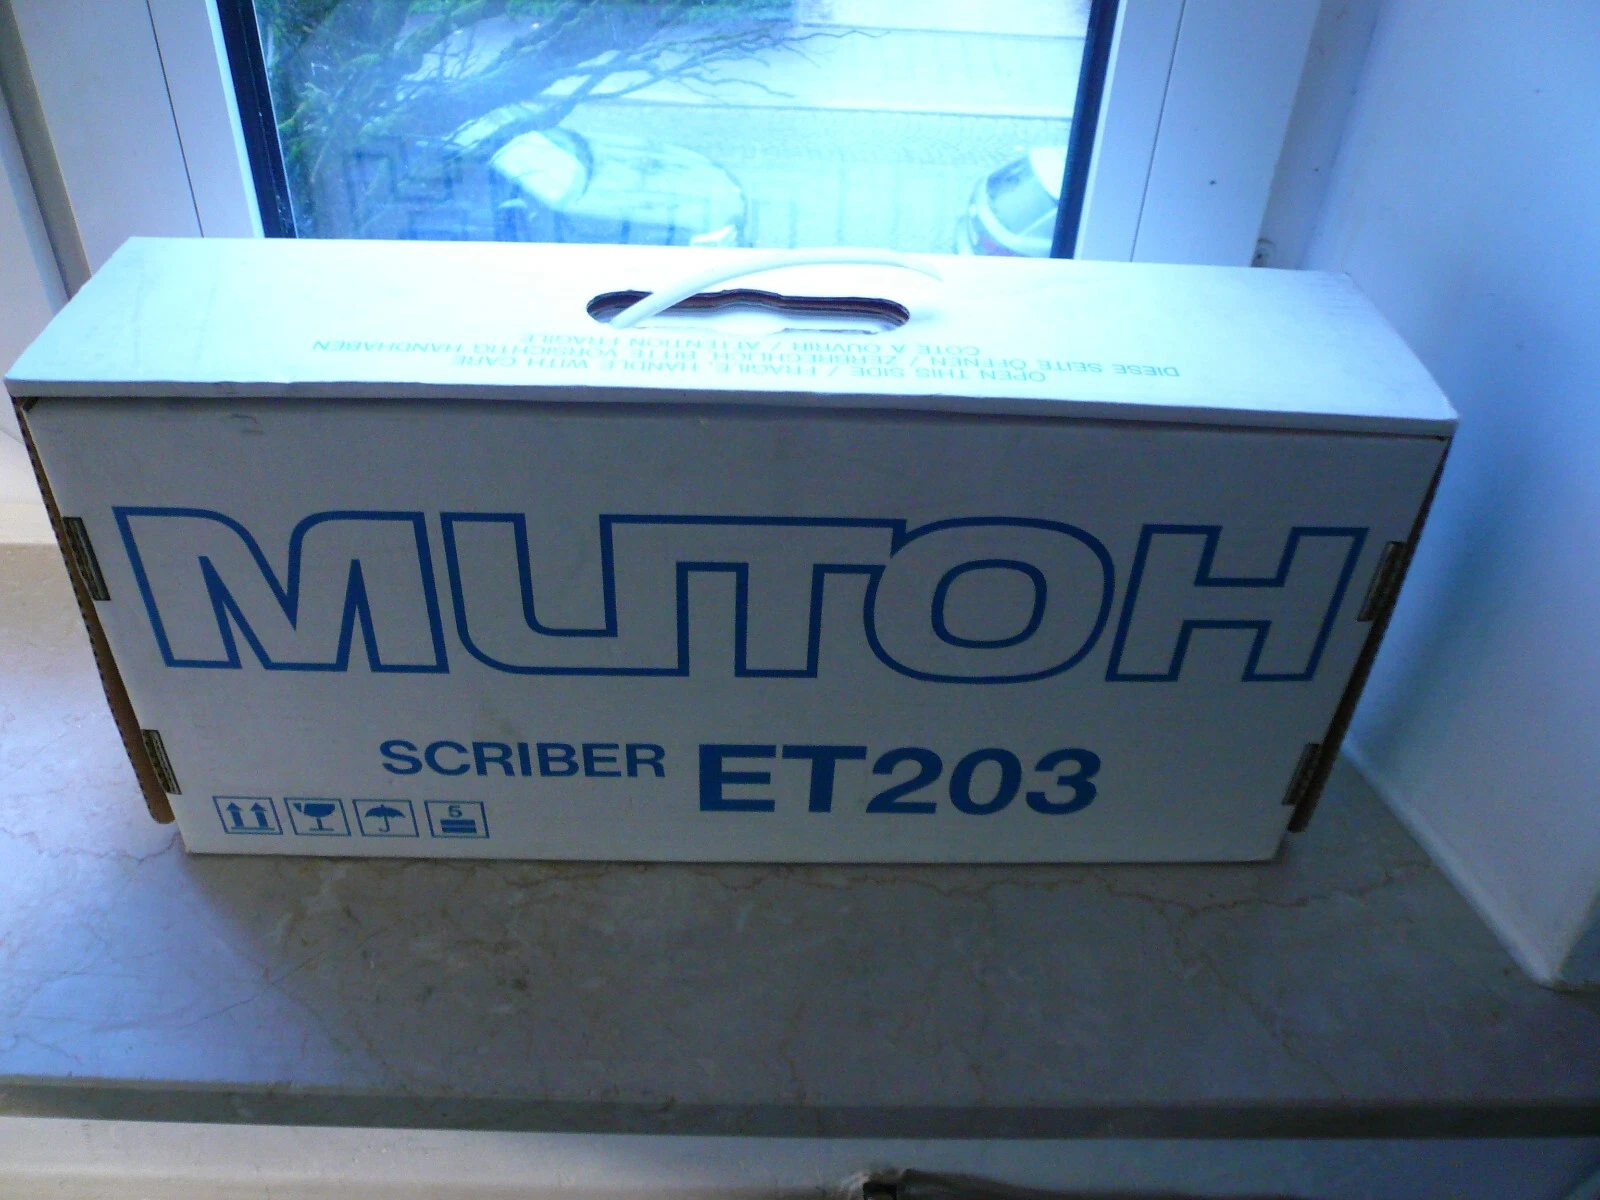 OPEN THIS SIDE / FRAGILE, HANDLE WITH CARE
DIESE SEITE ÖFFNEN / ZERBRECHLICH, BITTE VORSICHTIG HANDHABEN
COTE A OUVRIR / ATTENTION FRAGILE
MUTOH
SCRIBER ET203
5